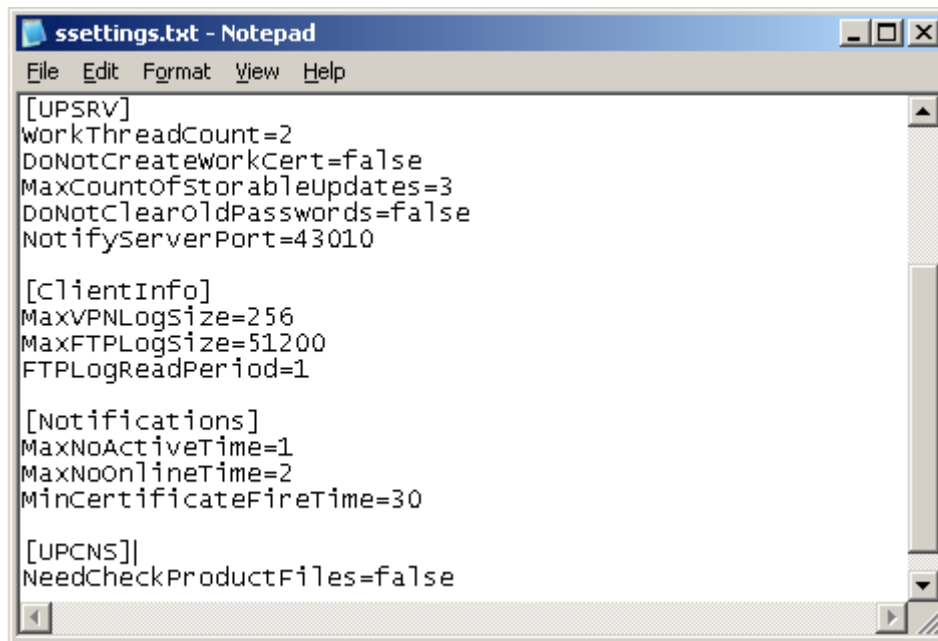 ssettings.txt - Notepad
File Edit Format View Help
[UPSRV]
WorkThreadCount=2
DoNotCreateWorkCert=false
MaxCountOfStorableUpdates=3
DoNotClearOldPasswords=false
NotifyServerPort=43010
[ClientInfo]
MaxVPNLogSize=256
MaxFTPLogSize=51200
FTPLogReadPeriod=1
[Notifications]
MaxNoActiveTime=1
MaxNoOnlineTime=2
MinCertificateFireTime=30
[UPCNS]
NeedCheckProductFiles=false